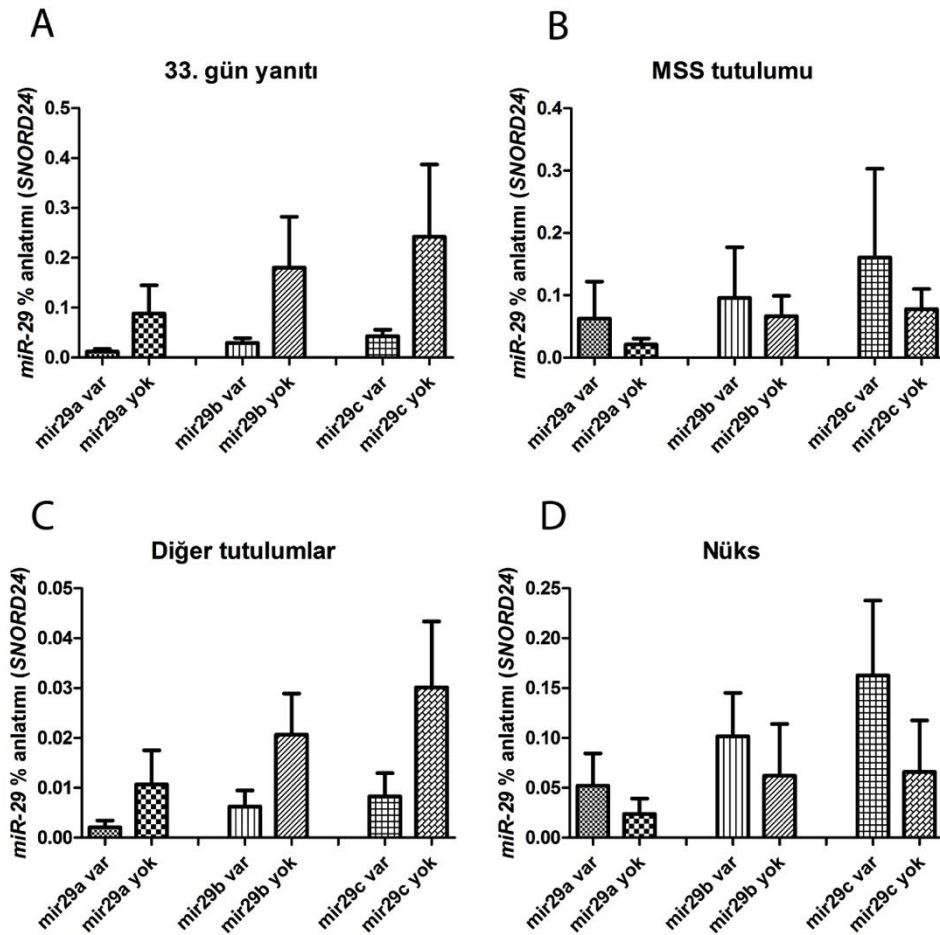 A
33. gün yanıtı
miR-29 % anlatımı (SNORD24)
0.5
0.4
0.3
0.2
0.1
0.0
mir29a var
mir29a yok
mir29b var
mir29b yok
mir29c var
mir29c yok
B
MSS tutulumu
miR-29 % anlatımı (SNORD24)
0.4
0.3
0.2
0.1
0.0
mir29a var
mir29a yok
mir29b var
mir29b yok
mir29c var
mir29c yok
C
Diğer tutulumlar
miR-29 % anlatımı (SNORD24)
0.05
0.04
0.03
0.02
0.01
0.00
mir29a var
mir29a yok
mir29b var
mir29b yok
mir29c var
mir29c yok
D
Nüks
miR-29 % anlatımı (SNORD24)
0.25
0.20
0.15
0.10
0.05
0.00
mir29a var
mir29a yok
mir29b var
mir29b yok
mir29c var
mir29c yok